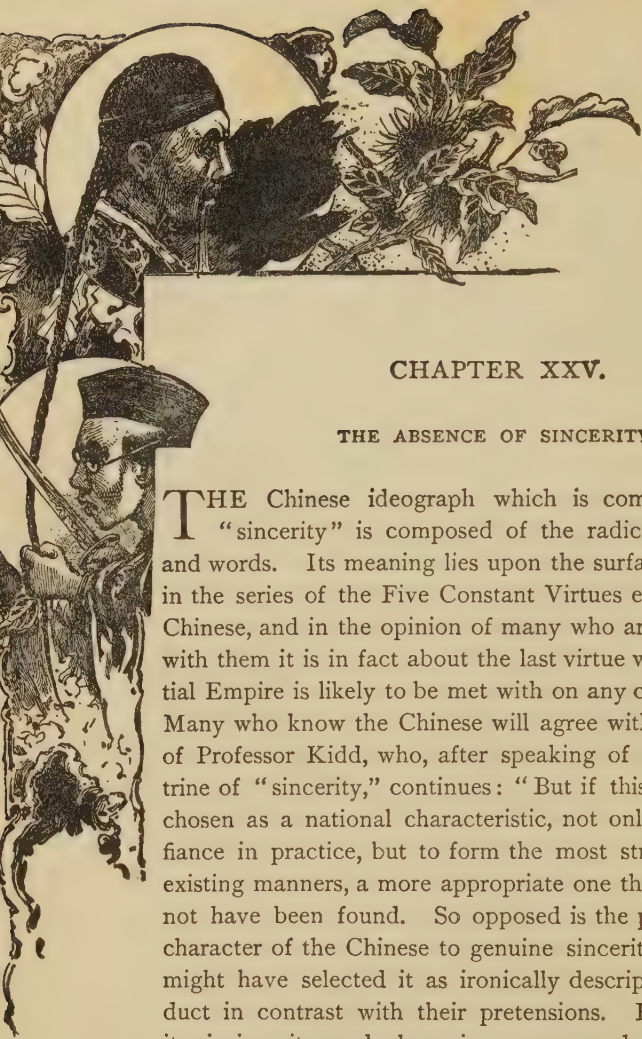 CHAPTER XXV.
THE ABSENCE OF SINCERITY
THE Chinese ideograph which is com
"sincerity" is composed of the radic
and words. Its meaning lies upon the surfa
in the series of the Five Constant Virtues e
Chinese, and in the opinion of many who ar
with them it is in fact about the last virtue w
tial Empire is likely to be met with on any o
Many who know the Chinese will agree wit
of Professor Kidd, who, after speaking of
trine of "sincerity," continues: "But if this
chosen as a national characteristic, not onl
fiance in practice, but to form the most str
existing manners, a more appropriate one th
not have been found. So opposed is the p
character of the Chinese to genuine sincerit
might have selected it as ironically descrip
duct in contrast with their pretensions.